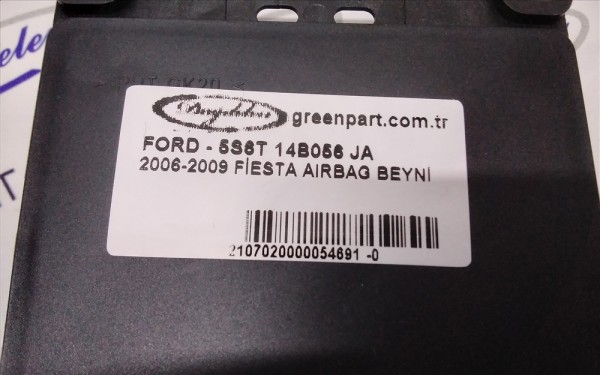 greenpart.com.tr
FORD - 5S6T 14B056 JA
2006-2009 FİESTA AIRBAG BEYNİ
2107020000054691 -0